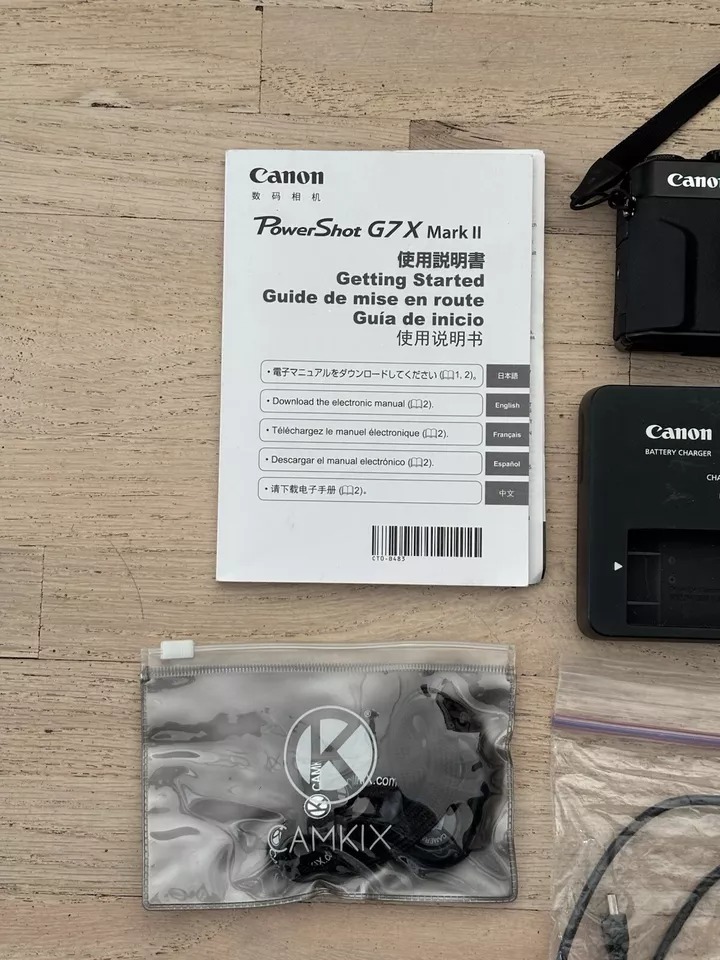 Canon
数码相机
PowerShot G7X Mark II
使用説明書
Getting Started
Guide de mise en route
Guía de inicio
使用说明书
• 電子マニュアルをダウンロードしてください (1, 2)。 日本語
• Download the electronic manual (2). English
• Téléchargez le manuel électronique (2). Français
• Descargar el manual electrónico (2). Español
• 请下载电子手册 (2)。 中文
CT0-B483
Canon
Canon
BATTERY CHARGER
K
CAMKIX